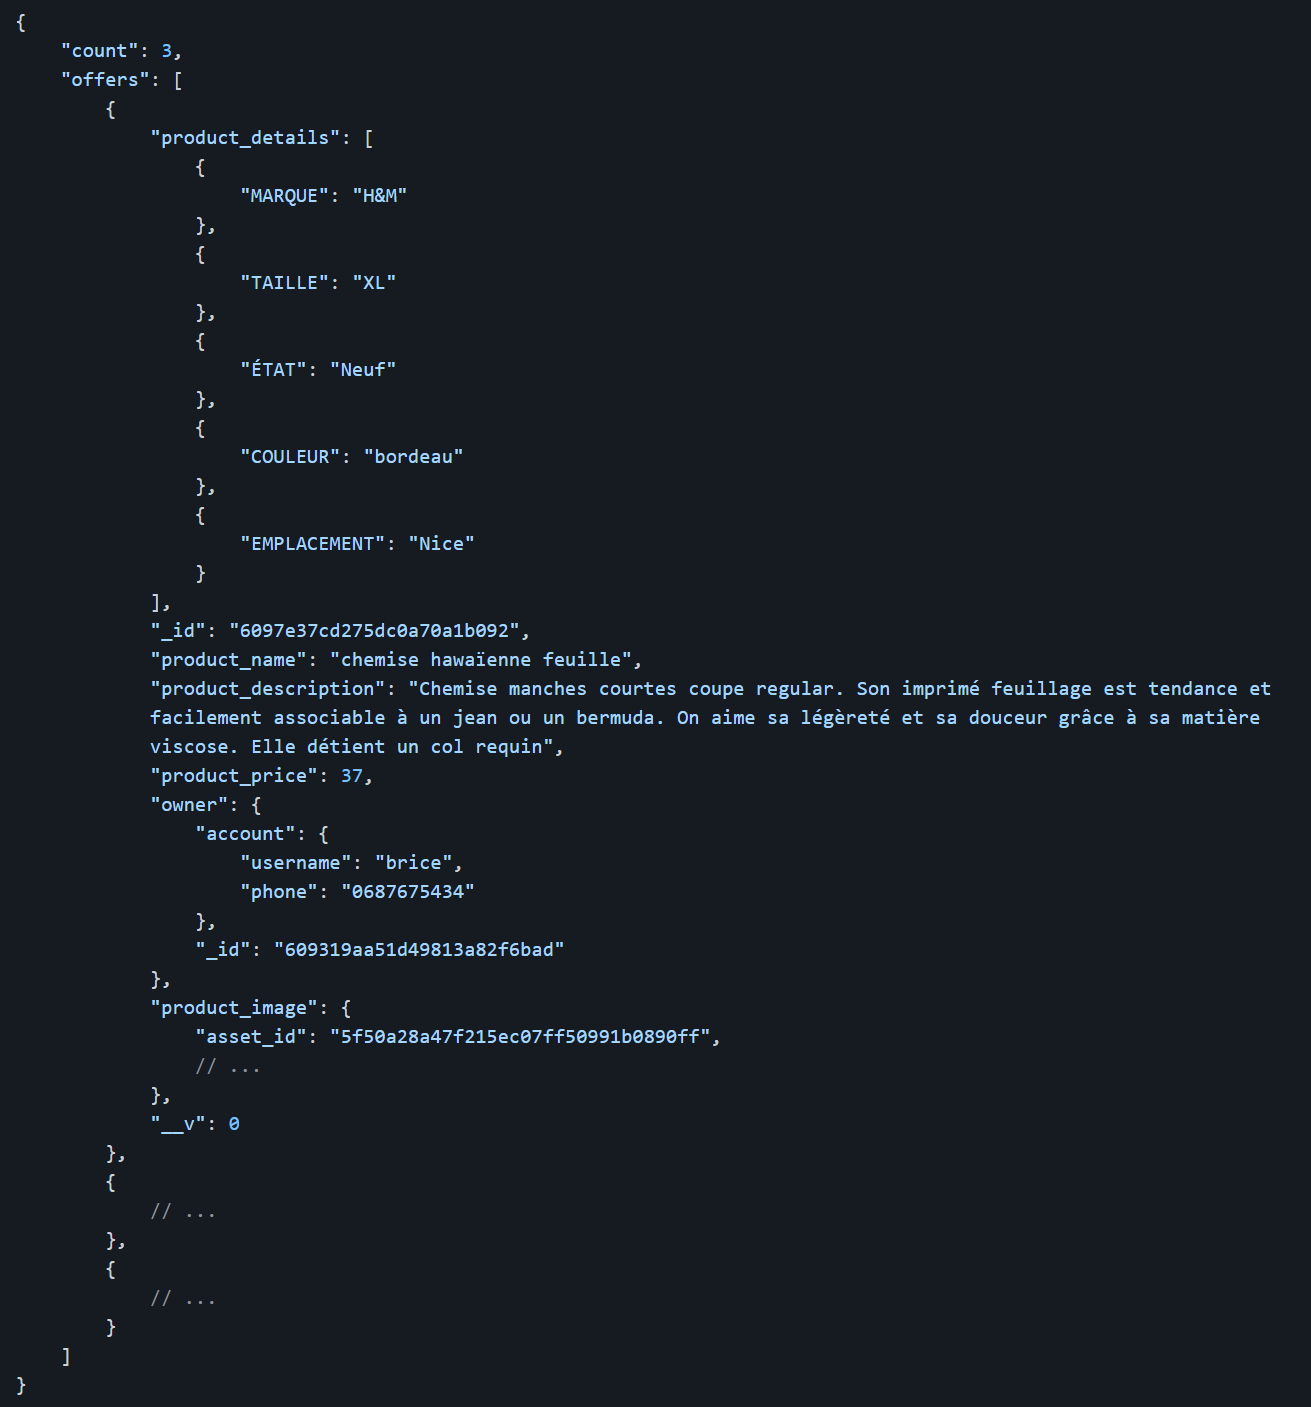 {
    "count": 3,
    "offers": [
        {
            "product_details": [
                {
                    "MARQUE": "H&M"
                },
                {
                    "TAILLE": "XL"
                },
                {
                    "ÉTAT": "Neuf"
                },
                {
                    "COULEUR": "bordeau"
                },
                {
                    "EMPLACEMENT": "Nice"
                }
            ],
            "_id": "6097e37cd275dc0a70a1b092",
            "product_name": "chemise hawaïenne feuille",
            "product_description": "Chemise manches courtes coupe regular. Son imprimé feuillage est tendance et
            facilement associable à un jean ou un bermuda. On aime sa légèreté et sa douceur grâce à sa matière
            viscose. Elle détient un col requin",
            "product_price": 37,
            "owner": {
                "account": {
                    "username": "brice",
                    "phone": "0687675434"
                },
                "_id": "609319aa51d49813a82f6bad"
            },
            "product_image": {
                "asset_id": "5f50a28a47f215ec07ff50991b0890ff",
                // ...
            },
            "__v": 0
        },
        {
            // ...
        },
        {
            // ...
        }
    ]
}